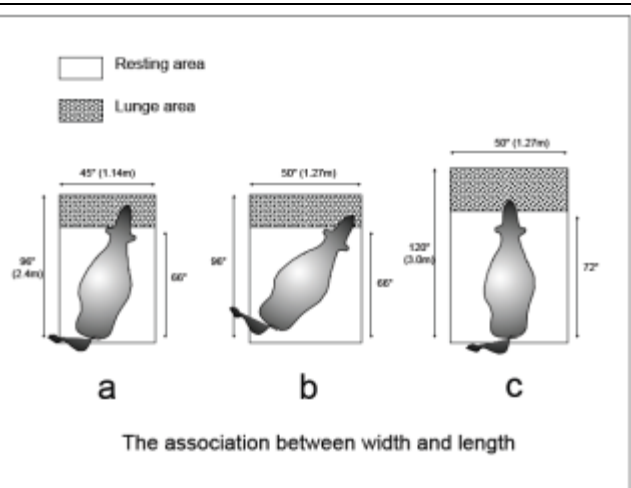 Resting area
Lunge area
45" (1.14m)
50" (1.27m)
50" (1.27m)
96"
(2.4m)
66"
96"
66"
120"
(3.0m)
72"
a
b
c
The association between width and length